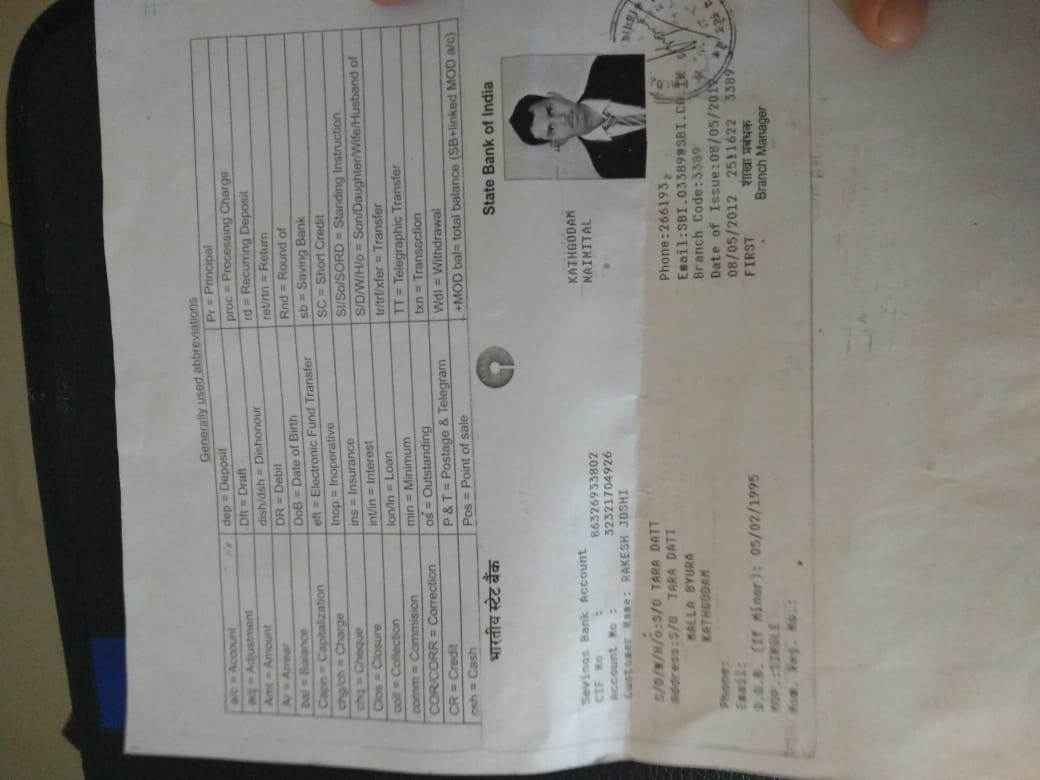 Generally used abbreviations
a/c = Account dep = Deposit Pr = Principal
adj = Adjustment Dft = Draft proc = Processing Charge
Amt = Amount dish/dsh = Dishonour rd = Recurring Deposit
Ar = Arrear DR = Debit ret/rtn = Return
bal = Balance DoB = Date of Birth Rnd = Round of
Capn = Capitalization eft = Electronic Fund Transfer sb = Saving Bank
chg/ch = Charge Inop = Inoperative SC = Short Credit
chq = Cheque ins = Insurance SI/So/SORD = Standing Instruction
Clos = Closure int/in = Interest S/D/W/H/o = Son/Daughter/Wife/Husband of
coll = Collection lon/ln = Loan tr/trf/xfer = Transfer
comm = Commision min = Minimum TT = Telegraphic Transfer
COR/CORR = Correction os = Outstanding txn = Transaction
CR = Credit P & T = Postage & Telegram Wdl = Withdrawal
csh = Cash Pos = Point of sale +MOD bal= total balance (SB+linked MOD a/c)
भारतीय स्टेट बैंक State Bank of India
KATHGODAM
NAINITAL
Savings Bank Account
CIF No : 86326933802
Account No : 32321704926
Customer Name: RAKESH JOSHI
S/D/W/H/o:S/O TARA DATT
Address:S/O TARA DATT
MALLA BYURA
KATHGODAM
Phone:
Email:
D.O.B. (If Minor): 05/02/1995
MOP.:SINGLE
Nom. Reg. No.:
Phone:266193
Email:SBI.03389@SBI.CO.IN
Branch Code:3389
Date of Issue:08/05/2012
08/05/2012 2511622 3389
FIRST शाखा प्रबंधक
Branch Manager